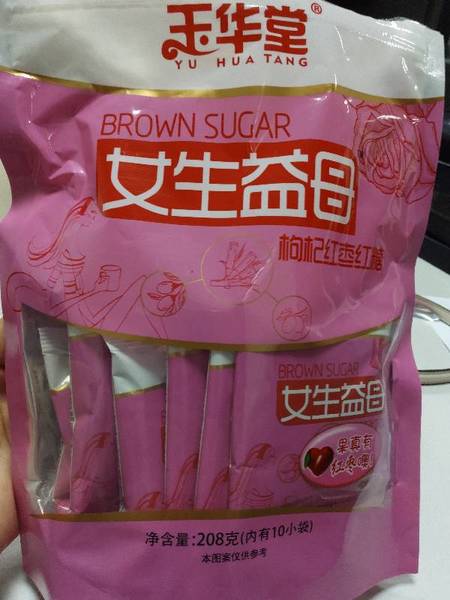 玉华堂®
YU HUA TANG
BROWN SUGAR
女生益母
枸杞红枣红糖
BROWN SUGAR
女生益母
果真有
红枣噢!
净含量:208克(内有10小袋)
本图案仅供参考